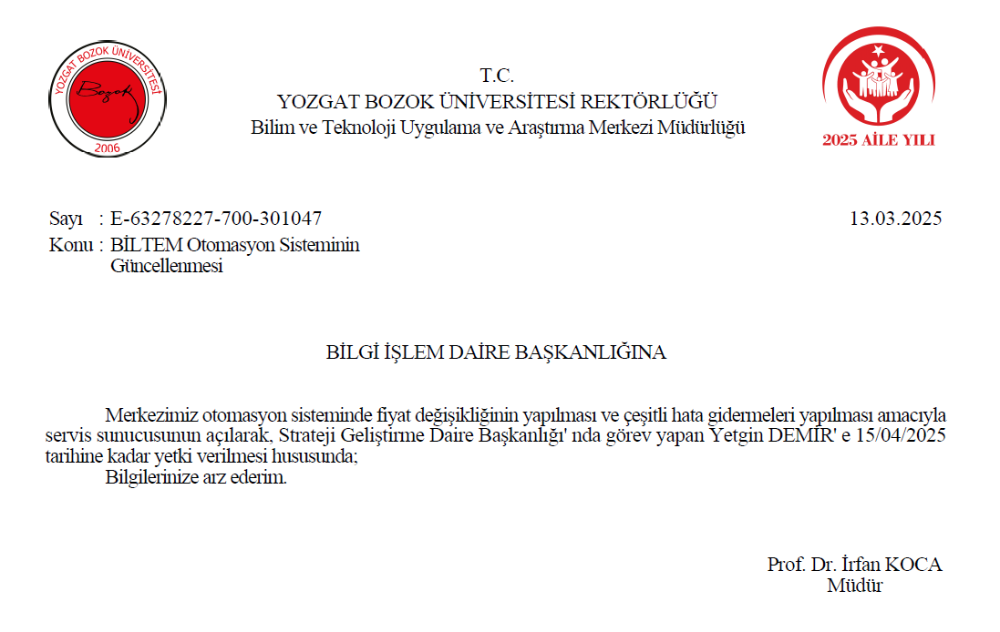 YOZGAT BOZOK ÜNİVERSİTESİ
Bozok
2006
T.C.
YOZGAT BOZOK ÜNİVERSİTESİ REKTÖRLÜĞÜ
Bilim ve Teknoloji Uygulama ve Araştırma Merkezi Müdürlüğü
2025 AİLE YILI
Sayı : E-63278227-700-301047 13.03.2025
Konu : BİLTEM Otomasyon Sisteminin
Güncellenmesi
BİLGİ İŞLEM DAİRE BAŞKANLIĞINA
Merkezimiz otomasyon sisteminde fiyat değişikliğinin yapılması ve çeşitli hata gidermeleri yapılması amacıyla
servis sunucusunun açılarak, Strateji Geliştirme Daire Başkanlığı' nda görev yapan Yetgin DEMİR' e 15/04/2025
tarihine kadar yetki verilmesi hususunda;
Bilgilerinize arz ederim.
Prof. Dr. İrfan KOCA
Müdür